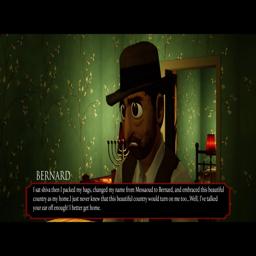 BERNARD
I sat shiva then I packed my bags, changed my name from Messaoud to Bernard, and embraced this beautiful
country as my home.I just never knew that this beautiful country would turn on me too...Well, I've talked
your ear off enough! I better get home.